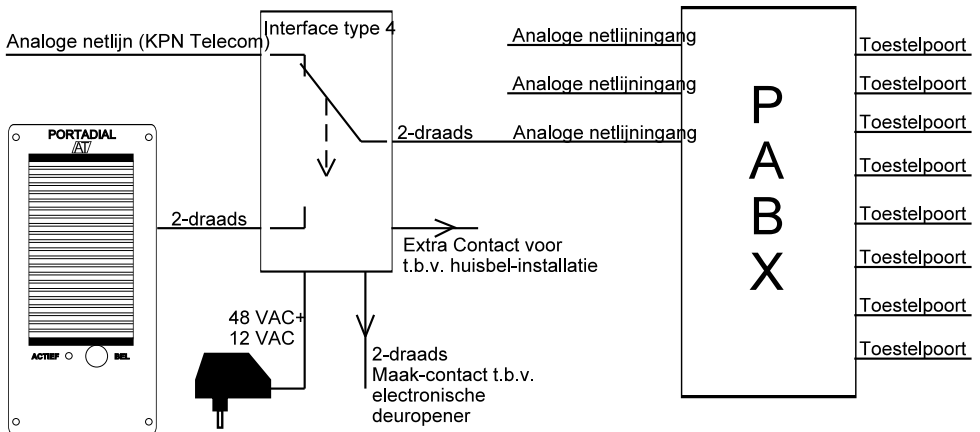 Interface type 4
Analoge netlijn (KPN Telecom)
PORTADIAL
AT
ACTIEF
BEL
2-draads
2-draads
Extra Contact voor
t.b.v. huisbel-installatie
48 VAC+
12 VAC
2-draads
Maak-contact t.b.v.
electronische
deuropener
Analoge netlijningang
Analoge netlijningang
Analoge netlijningang
P
A
B
X
Toestelpoort
Toestelpoort
Toestelpoort
Toestelpoort
Toestelpoort
Toestelpoort
Toestelpoort
Toestelpoort